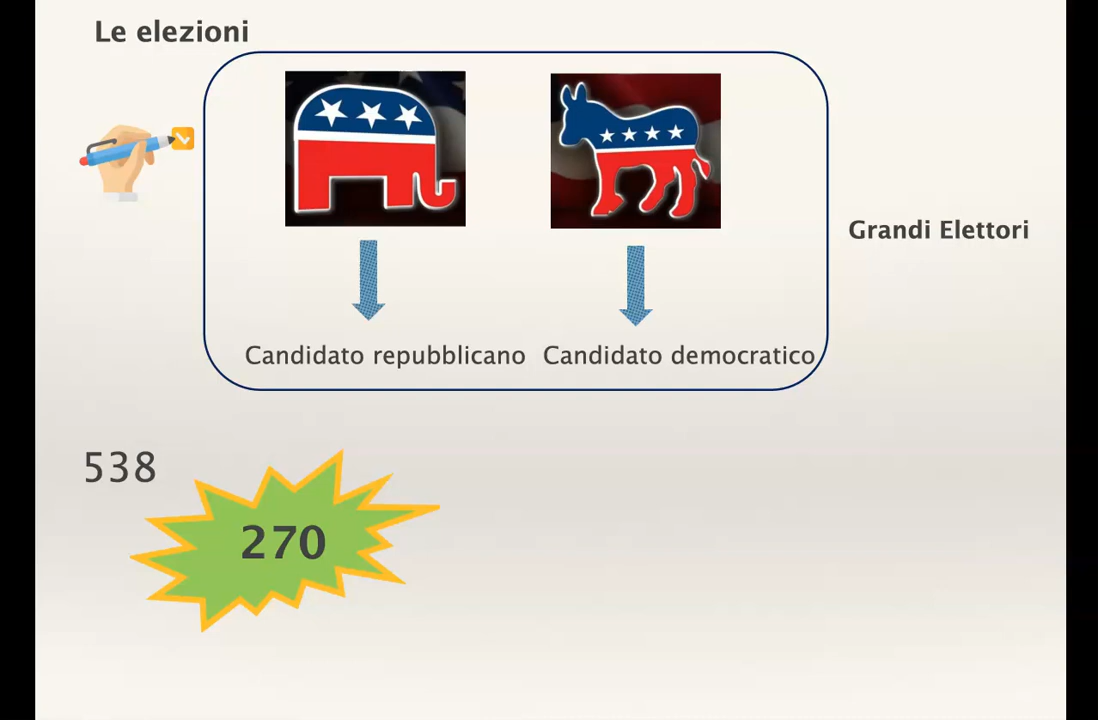 Le elezioni
Grandi Elettori
Candidato repubblicano
Candidato democratico
538
270